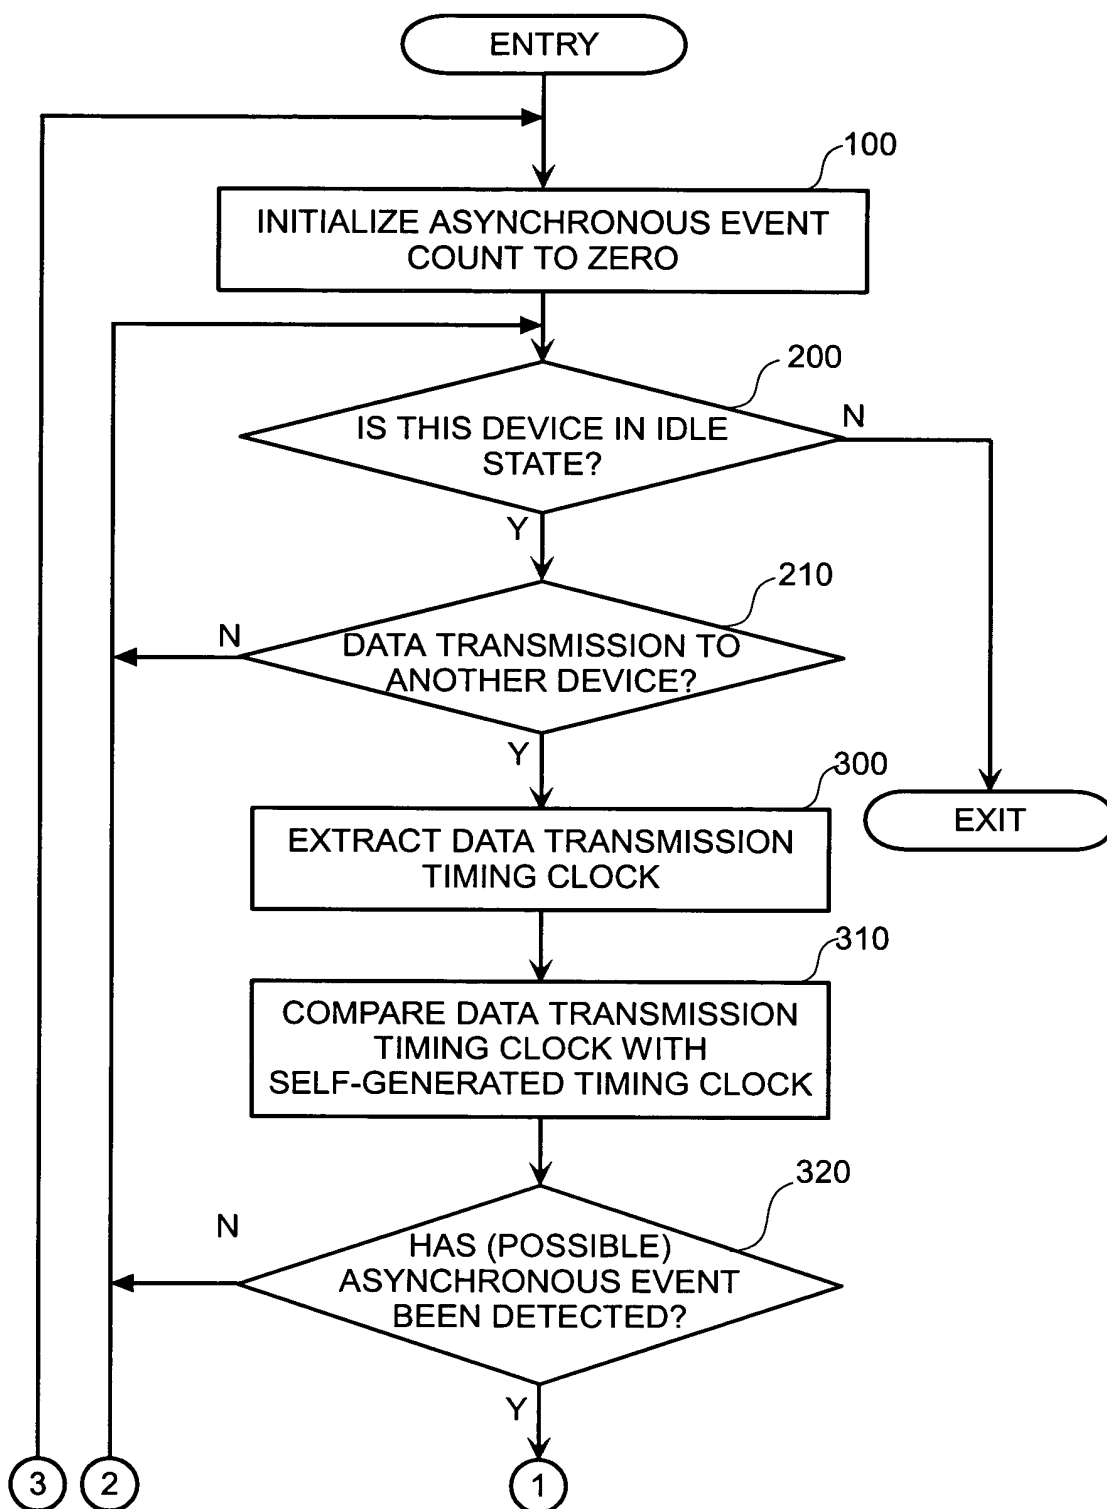 ENTRY
100
INITIALIZE ASYNCHRONOUS EVENT
COUNT TO ZERO
200
IS THIS DEVICE IN IDLE
STATE?
N
Y
210
DATA TRANSMISSION TO
ANOTHER DEVICE?
N
Y
300
EXTRACT DATA TRANSMISSION
TIMING CLOCK
EXIT
310
COMPARE DATA TRANSMISSION
TIMING CLOCK WITH
SELF-GENERATED TIMING CLOCK
320
HAS (POSSIBLE)
ASYNCHRONOUS EVENT
BEEN DETECTED?
N
Y
3
2
1